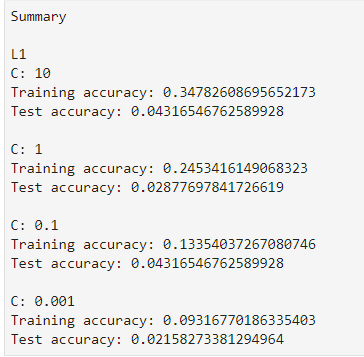 Summary
L1
C: 10
Training accuracy: 0.34782608695652173
Test accuracy: 0.04316546762589928
C: 1
Training accuracy: 0.2453416149068323
Test accuracy: 0.02877697841726619
C: 0.1
Training accuracy: 0.13354037267080746
Test accuracy: 0.04316546762589928
C: 0.001
Training accuracy: 0.09316770186335403
Test accuracy: 0.02158273381294964